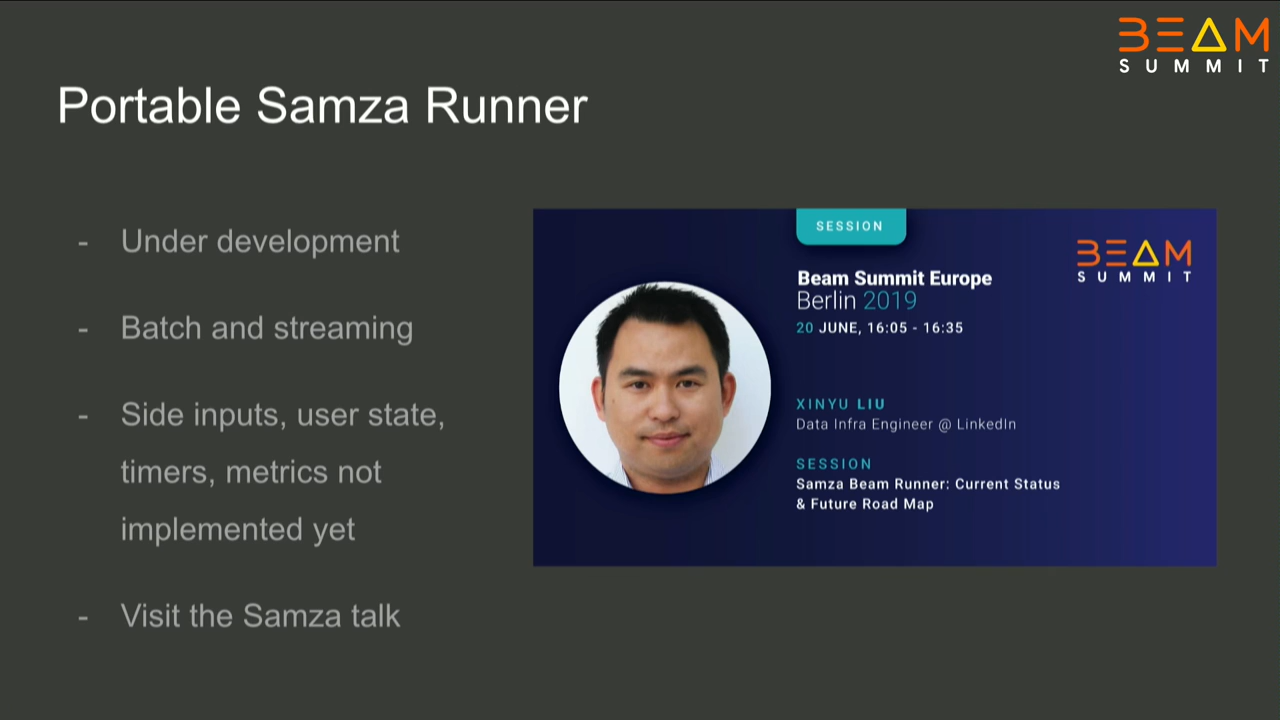 BEAM
SUMMIT
Portable Samza Runner
- Under development
- Batch and streaming
- Side inputs, user state,
timers, metrics not
implemented yet
- Visit the Samza talk
SESSION
BEAM
SUMMIT
Beam Summit Europe
Berlin 2019
20 JUNE, 16:05 - 16:35
XINYU LIU
Data Infra Engineer @ LinkedIn
SESSION
Samza Beam Runner: Current Status
& Future Road Map